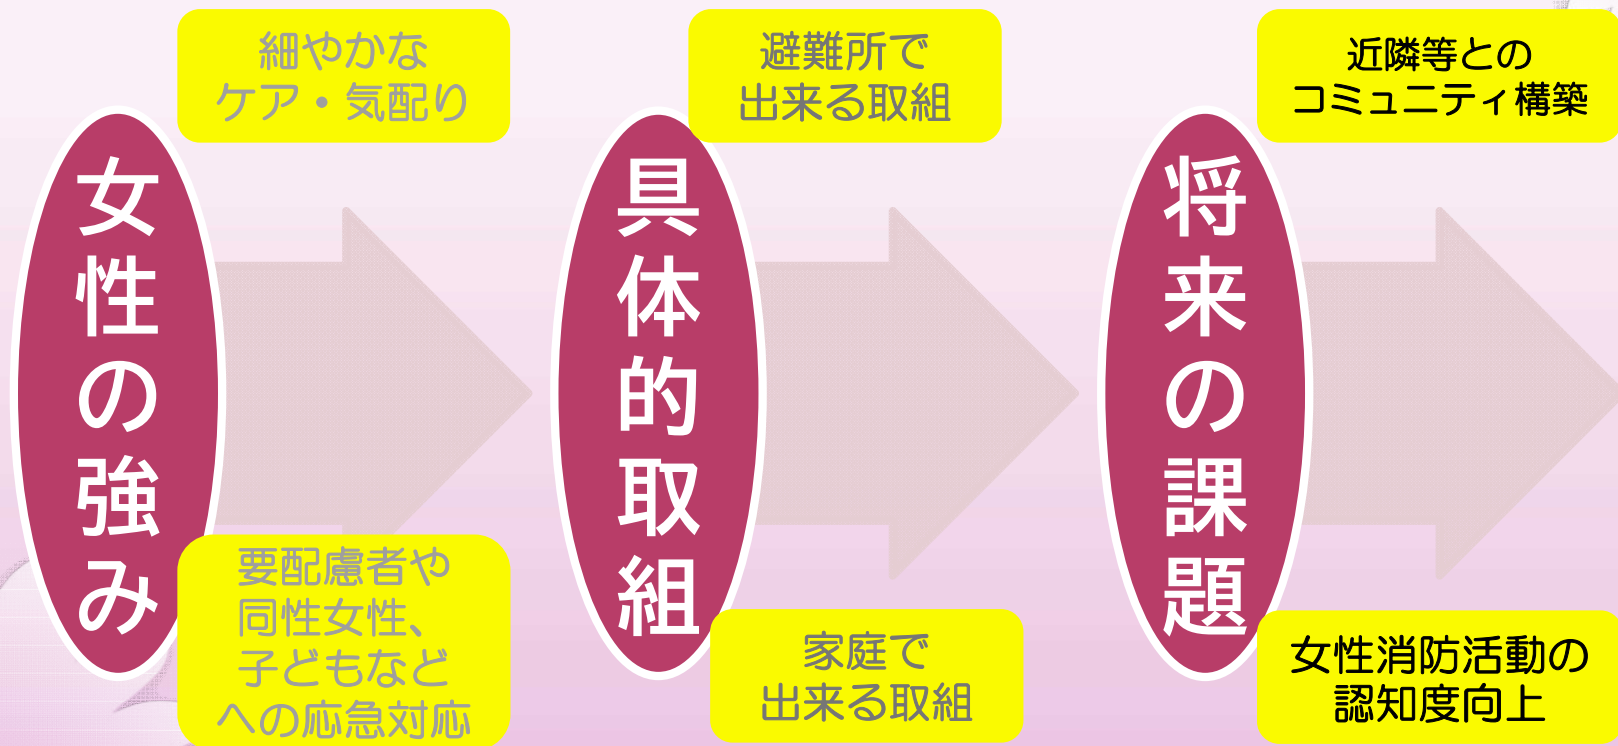 女性の強み
細やかな
ケア・気配り
要配慮者や
同性女性、
子どもなど
への応急対応
具体的取組
避難所で
出来る取組
家庭で
出来る取組
将来の課題
近隣等との
コミュニティ構築
女性消防活動の
認知度向上